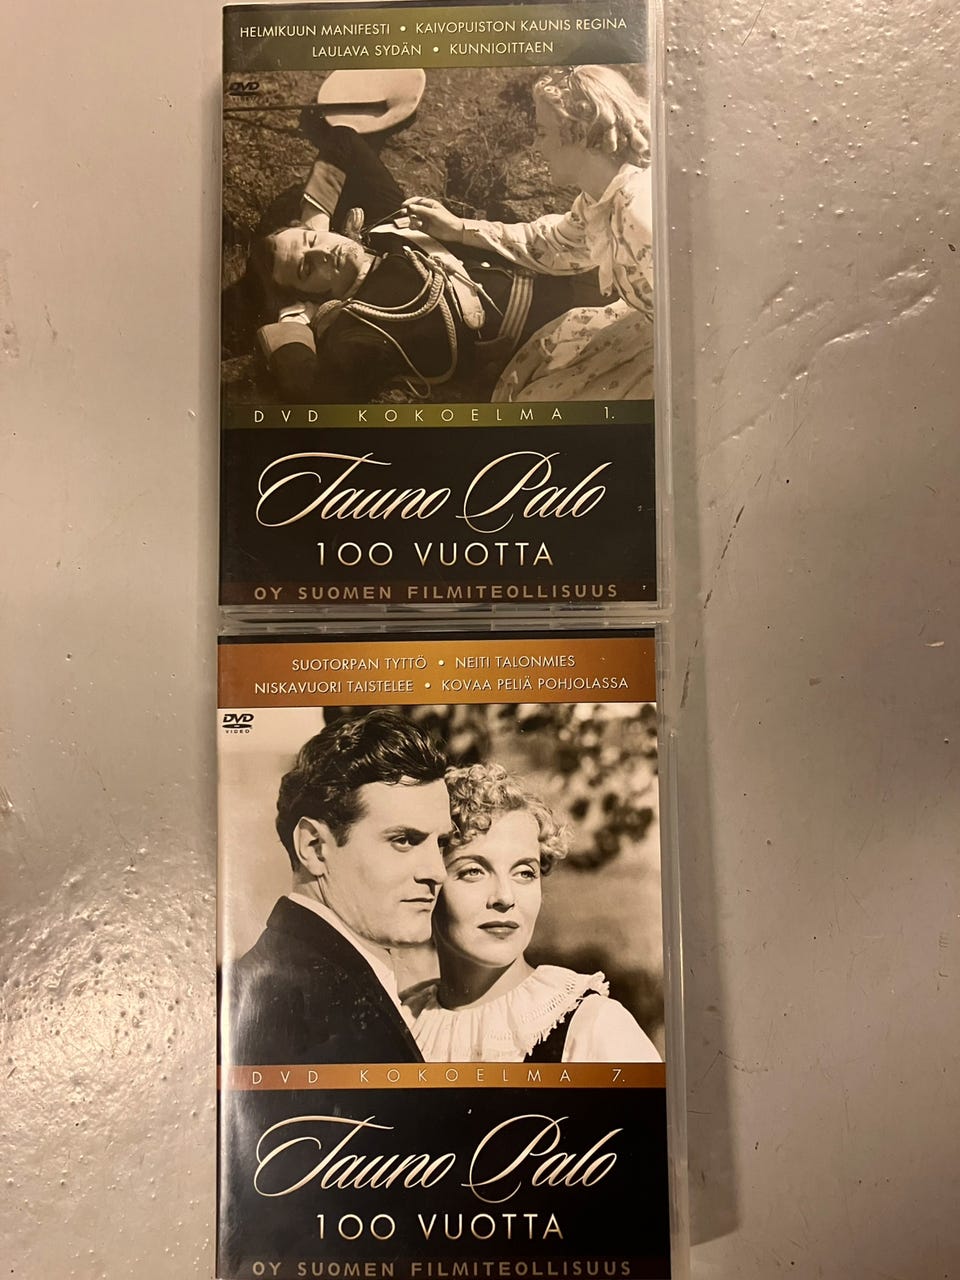 HELMIKUUN MANIFESTI • KAIVOPUISTON KAUNIS REGINA
LAULAVA SYDÄN • KUNNIOITTAEN
DVD
VIDEO
DVD KOKOELMA 1.
Tauno Palo
100 VUOTTA
OY SUOMEN FILMITEOLLISUUS
SUOTORPAN TYTTÖ • NEITI TALONMIES
NISKAVUORI TAISTELEE • KOVAA PELIÄ POHJOLASSA
DVD
VIDEO
DVD KOKOELMA 7.
Tauno Palo
100 VUOTTA
OY SUOMEN FILMITEOLLISUUS